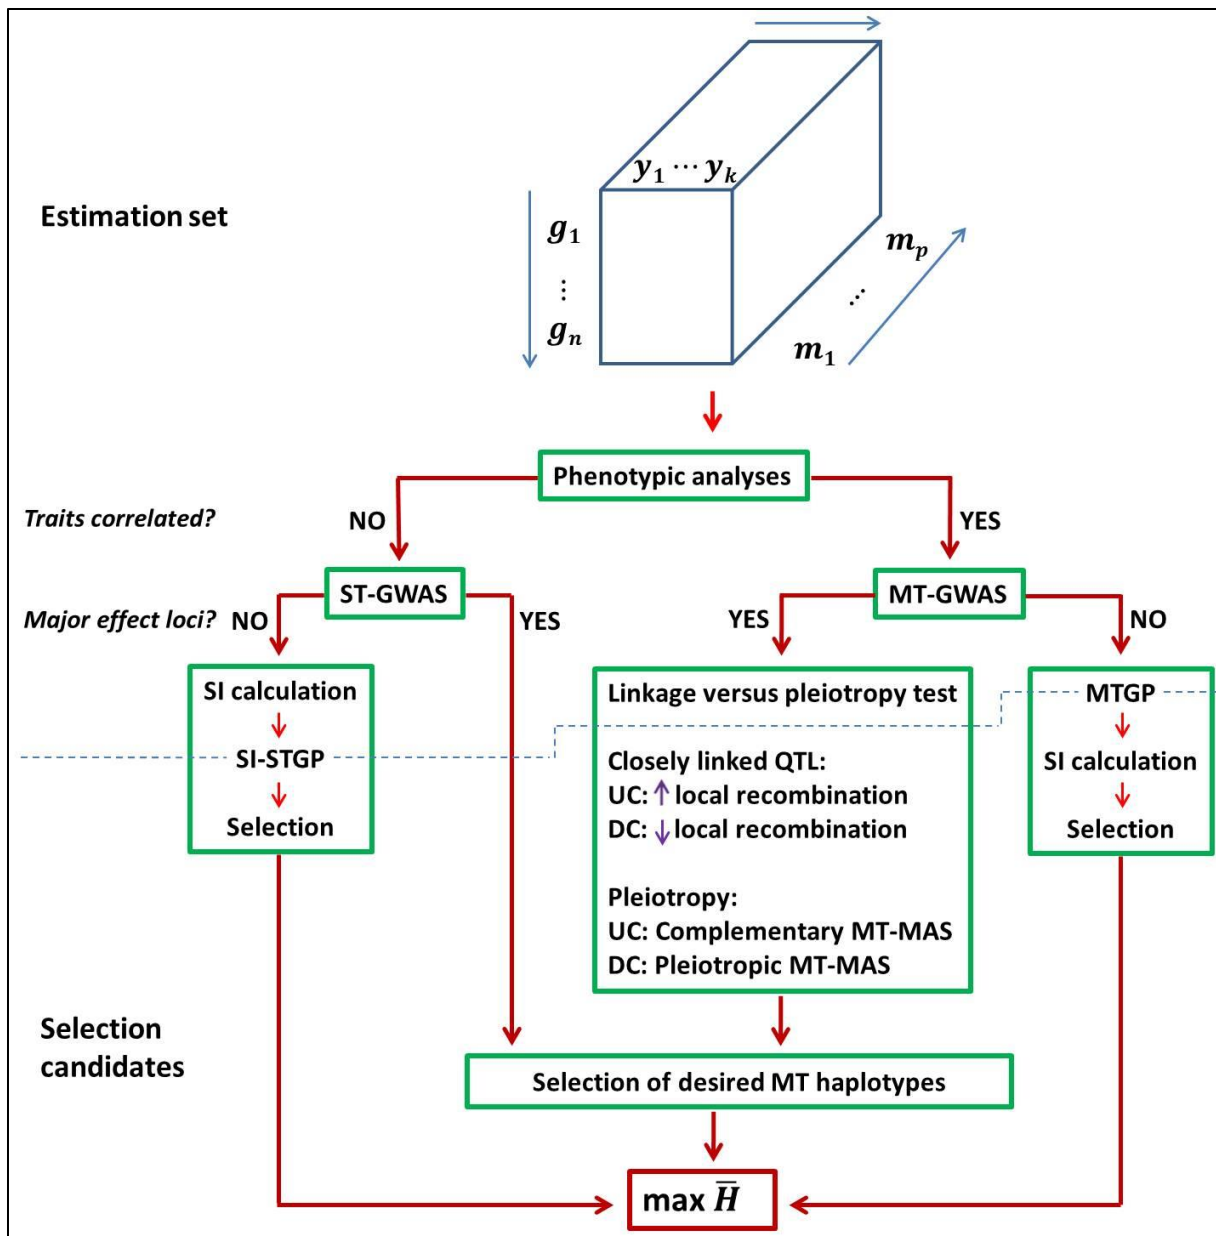 y₁ ⋯ yₖ
Estimation set
g₁
⋮
gₙ
mₚ
⋯
m₁
Phenotypic analyses
Traits correlated?
NO
YES
ST-GWAS
MT-GWAS
Major effect loci?
NO
YES
YES
NO
SI calculation
SI-STGP
Selection
Linkage versus pleiotropy test
Closely linked QTL:
UC: ↑ local recombination
DC: ↓ local recombination
Pleiotropy:
UC: Complementary MT-MAS
DC: Pleiotropic MT-MAS
MTGP
SI calculation
Selection
Selection
candidates
Selection of desired MT haplotypes
max H̅